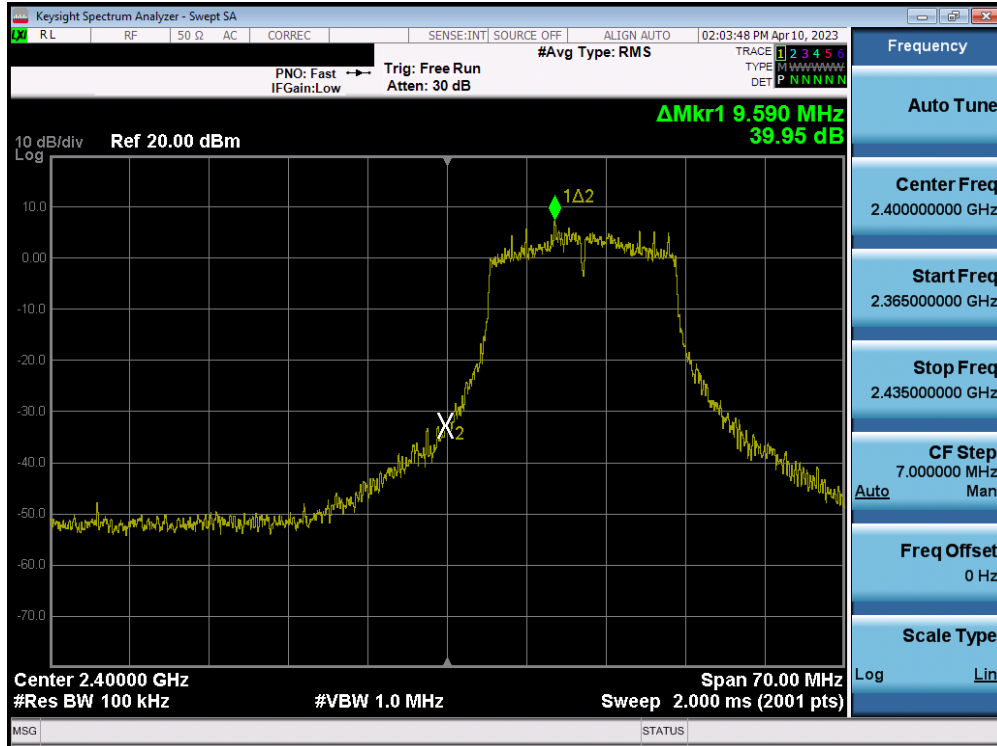 Keysight Spectrum Analyzer - Swept SA
LXI RL RF 50 Ω AC CORREC SENSE:INT SOURCE OFF ALIGN AUTO 02:03:48 PM Apr 10, 2023
#Avg Type: RMS
TRACE 1 2 3 4 5 6
TYPE M WWWWW
DET P N N N N N
PNO: Fast
IFGain:Low
Trig: Free Run
Atten: 30 dB
ΔMkr1 9.590 MHz
39.95 dB
10 dB/div Ref 20.00 dBm
Log
1Δ2
10.0
0.00
-10.0
-20.0
-30.0
2
-40.0
-50.0
-60.0
-70.0
Center 2.40000 GHz Span 70.00 MHz
#Res BW 100 kHz #VBW 1.0 MHz Sweep 2.000 ms (2001 pts)
MSG STATUS
Frequency
Auto Tune
Center Freq
2.400000000 GHz
Start Freq
2.365000000 GHz
Stop Freq
2.435000000 GHz
CF Step
7.000000 MHz
Auto Man
Freq Offset
0 Hz
Scale Type
Log Lin